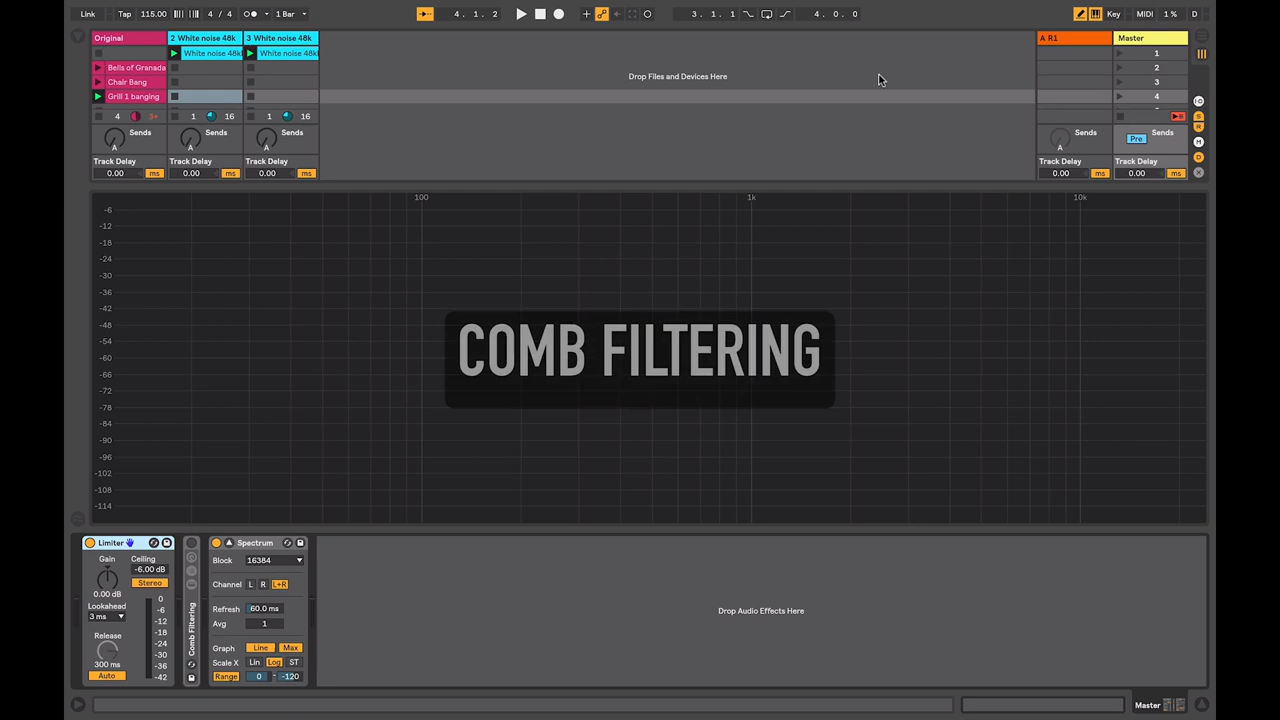 Link Tap 115.00 4 / 4 1 Bar 4. 1. 2 3. 1. 1 4. 0. 0 Key MIDI 1 % D
Original 2 White noise 48k 3 White noise 48k A R1 Master
White noise 48k White noise 48k 1
Bells of Granada 2
Chair Bang 3
Grill 1 banging 4
Drop Files and Devices Here
4 3 1 16 1 16
Sends Sends Sends Sends Sends
A A A A Pre
Track Delay Track Delay Track Delay Track Delay Track Delay
0.00 ms 0.00 ms 0.00 ms 0.00 ms 0.00 ms
I·O
S
R
M
D
X
100 1k 10k
-6
-12
-18
-24
-30
-36
-42
-48
-54
-60
-66
-72
-78
-84
-90
-96
-102
-108
-114
COMB FILTERING
Limiter
Gain Ceiling
-6.00 dB
Stereo
0.00 dB
Lookahead
3 ms
Release
300 ms
Auto
0
-6
-12
-18
-24
-30
-36
-42
Comb Filtering
Spectrum
Block 16384
Channel L R L+R
Refresh 60.0 ms
Avg 1
Graph Line Max
Scale X Lin Log ST
Range 0 - -120
Drop Audio Effects Here
Master